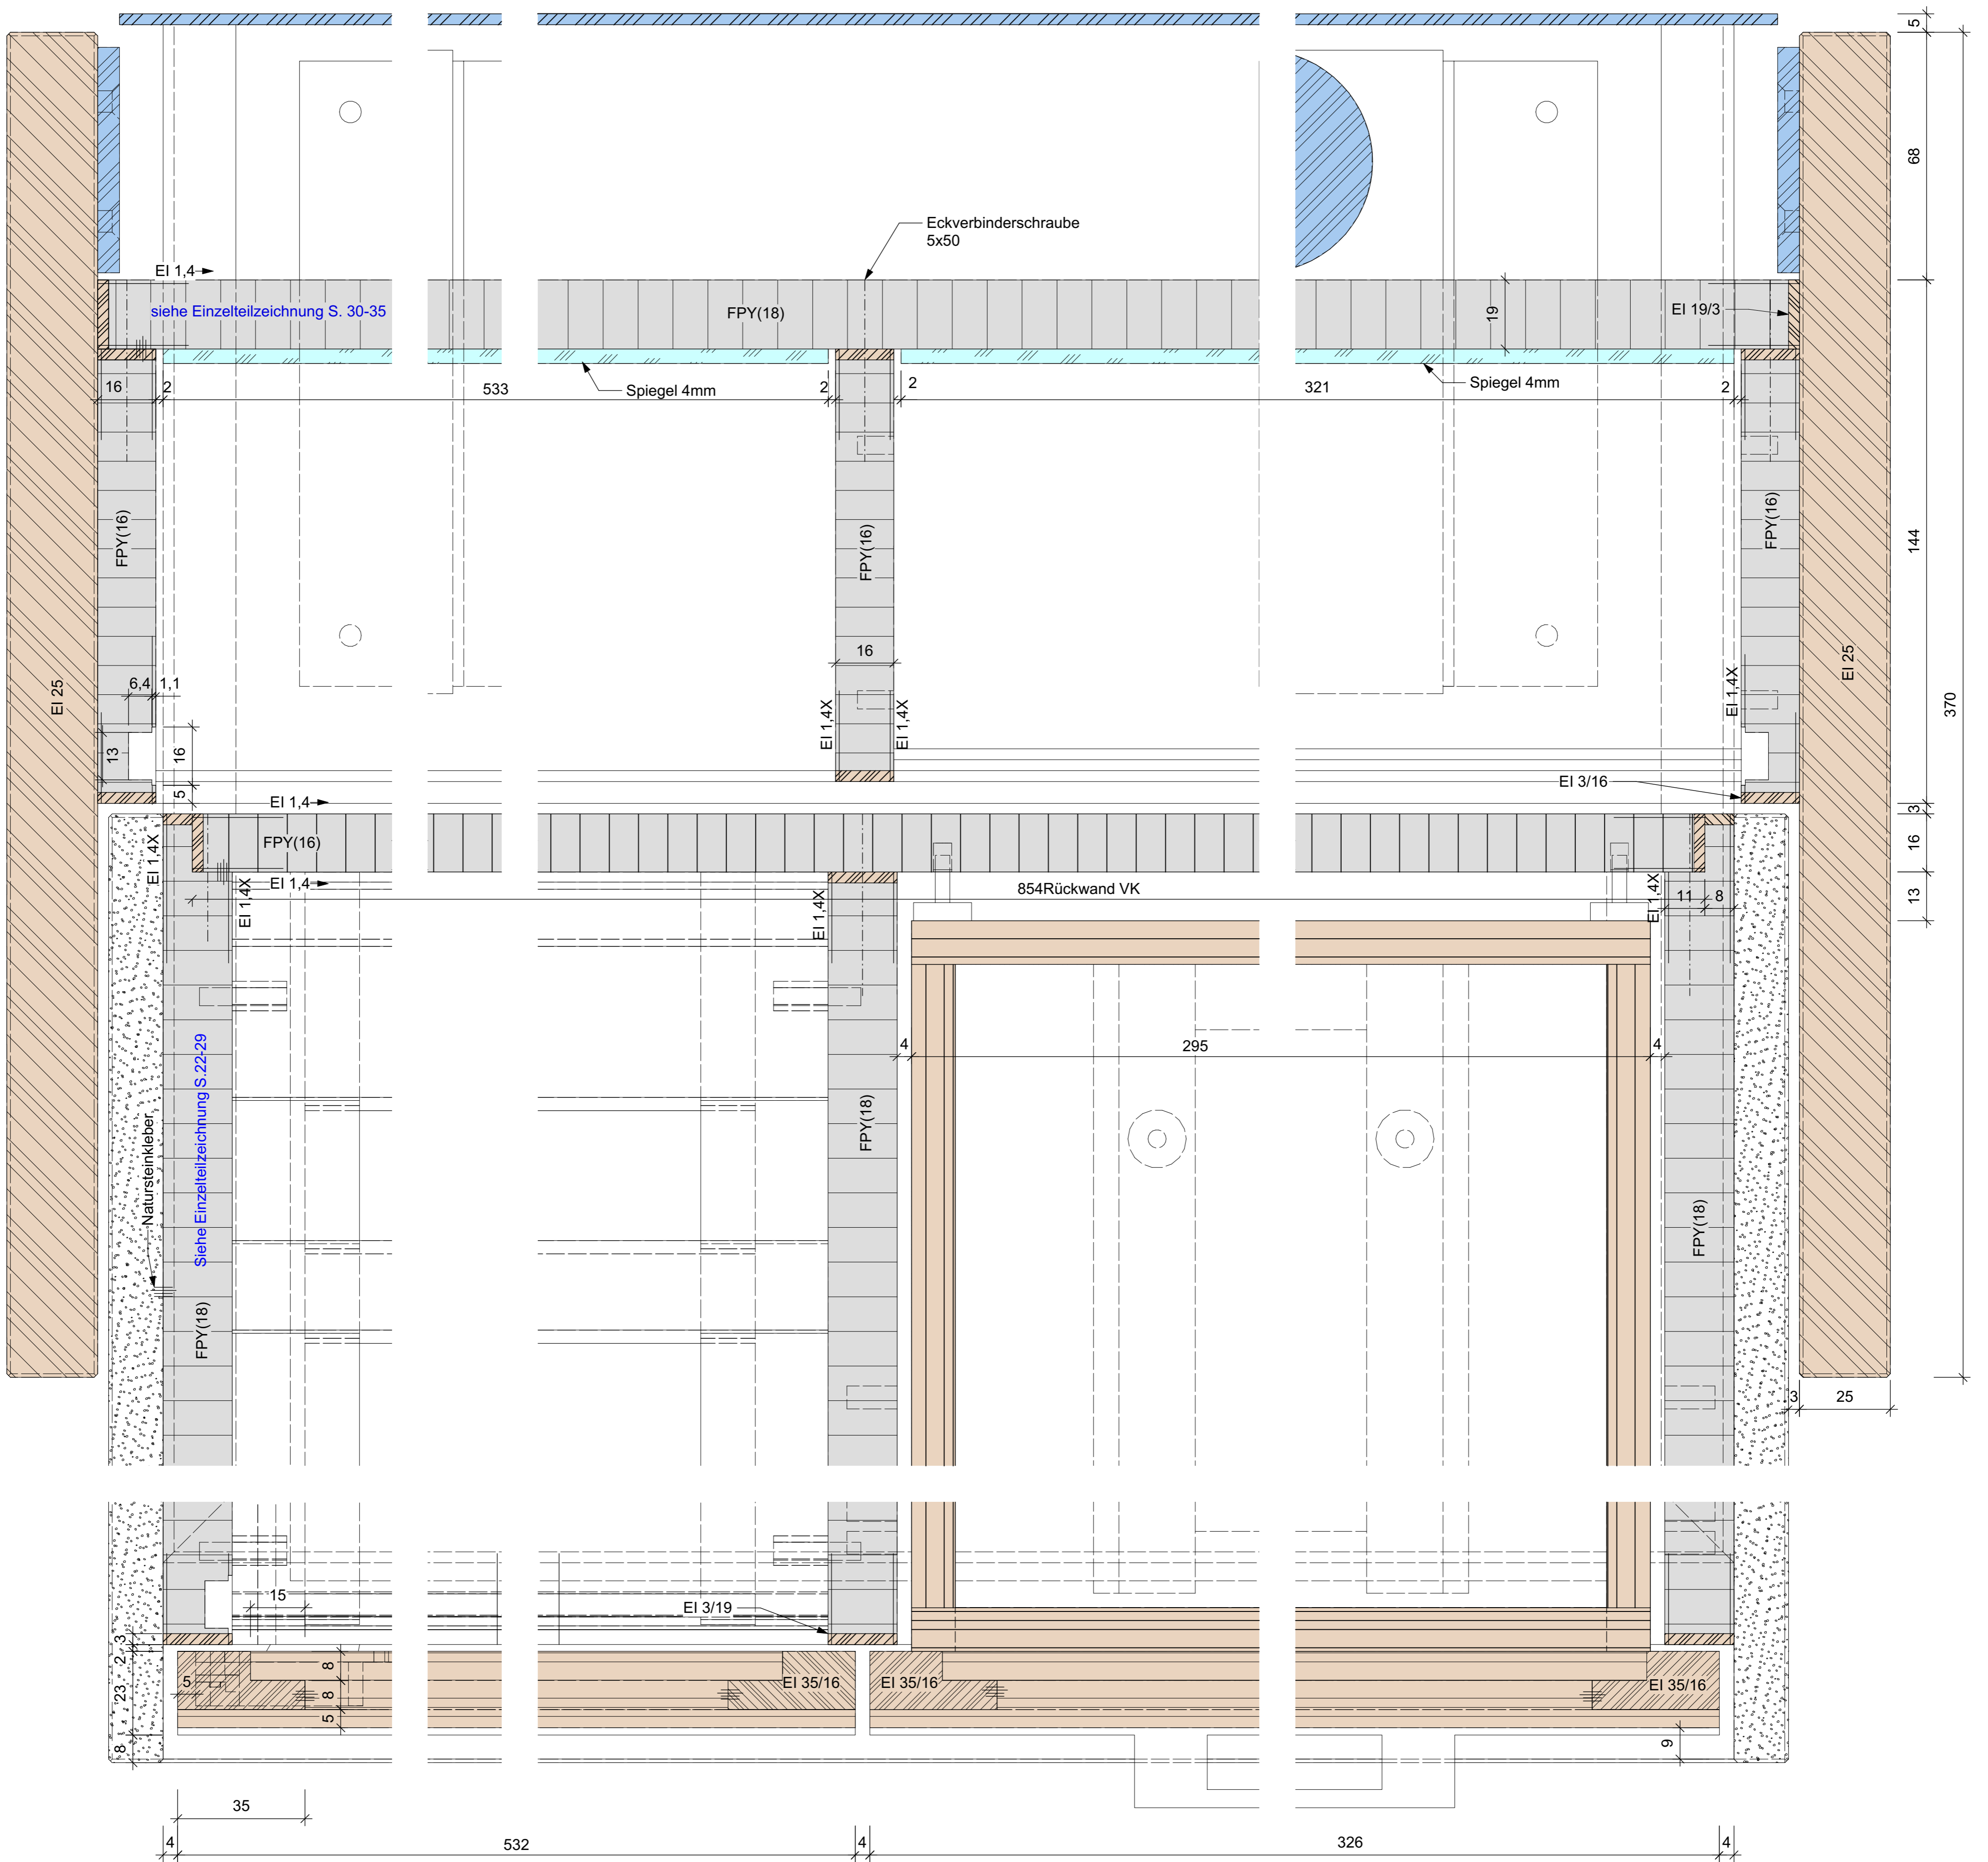 5
68
Eckverbinderschraube
5x50
EI 1,4
siehe Einzelteilzeichnung S. 30-35
FPY(18)
19
EI 19/3
16
2
533
Spiegel 4mm
2
2
321
Spiegel 4mm
2
FPY(16)
FPY(16)
FPY(16)
144
EI 25
EI 25
370
16
6,4
1,1
EI 1,4X
EI 1,4X
EI 1,4X
13
16
5
EI 1,4
EI 3/16
3
FPY(16)
16
EI 1,4X
EI 1,4
EI 1,4X
EI 1,4X
854Rückwand VK
EI 1,4X
11
8
13
4
295
4
Siehe Einzelteilzeichnung S.22-29
Natursteinkleber
FPY(18)
FPY(18)
FPY(18)
3
25
15
EI 3/19
3
2
23
8
5
8
8
5
EI 35/16
EI 35/16
EI 35/16
9
35
4
532
4
326
4